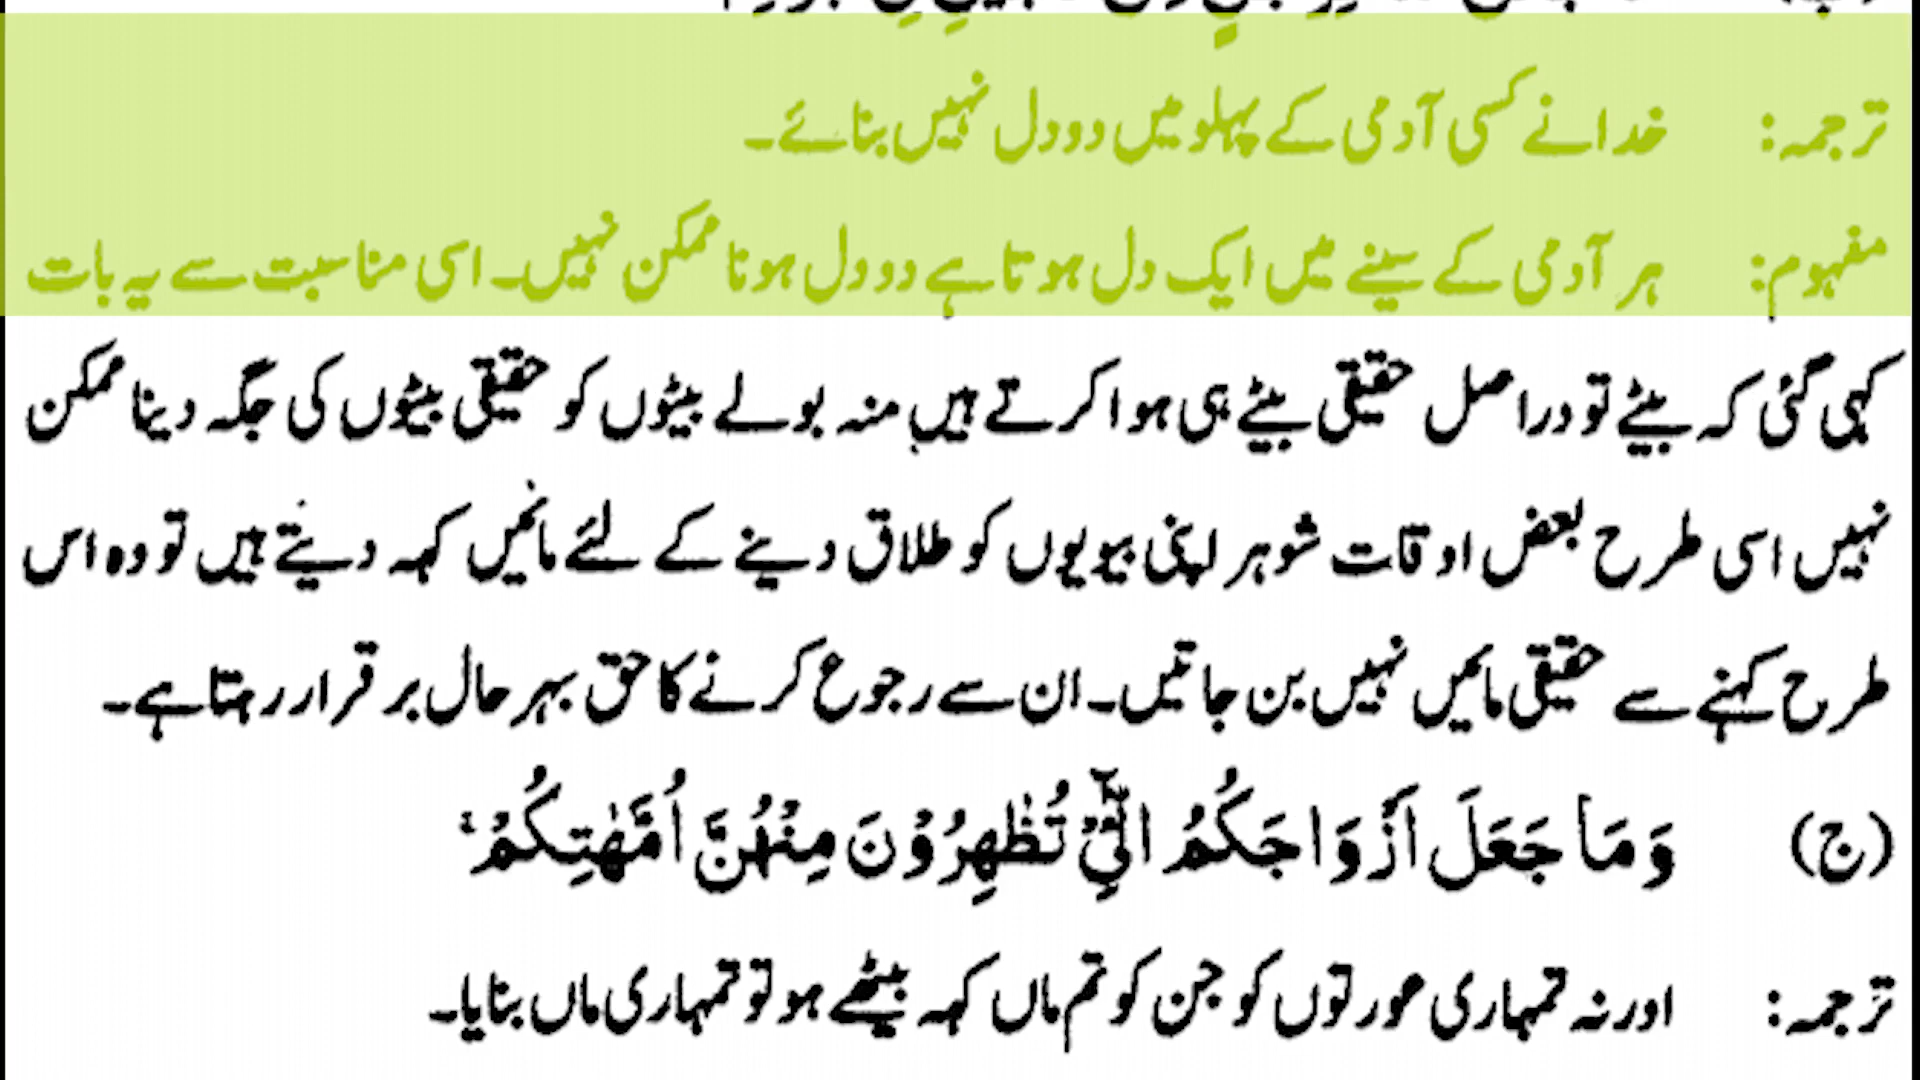 ترجمہ: خدا نے کسی آدمی کے پہلو میں دو دل نہیں بنائے۔
مفہوم: ہر آدمی کے سینے میں ایک دل ہوتا ہے دو دل ہونا ممکن نہیں۔ اسی مناسبت سے یہ بات
کہی گئی کہ بیٹے تو دراصل حقیقی بیٹے ہی ہوا کرتے ہیں منہ بولے بیٹوں کو حقیقی بیٹوں کی جگہ دینا ممکن
نہیں اسی طرح بعض اوقات شوہر اپنی بیویوں کو طلاق دینے کے لئے مائیں کہہ دیتے ہیں تو وہ اس
طرح کہنے سے حقیقی مائیں نہیں بن جاتیں۔ ان سے رجوع کرنے کا حق بہر حال برقرار رہتا ہے۔
(ج) وَمَا جَعَلَ اَزْوَاجَكُمُ الّٰٓـِٔيْ تُظٰهِرُوْنَ مِنْهُنَّ اُمَّهٰتِكُمْ ۚ
ترجمہ: اور نہ تمہاری عورتوں کو جن کو تم ماں کہہ بیٹھے ہو تو تمہاری ماں بنایا۔